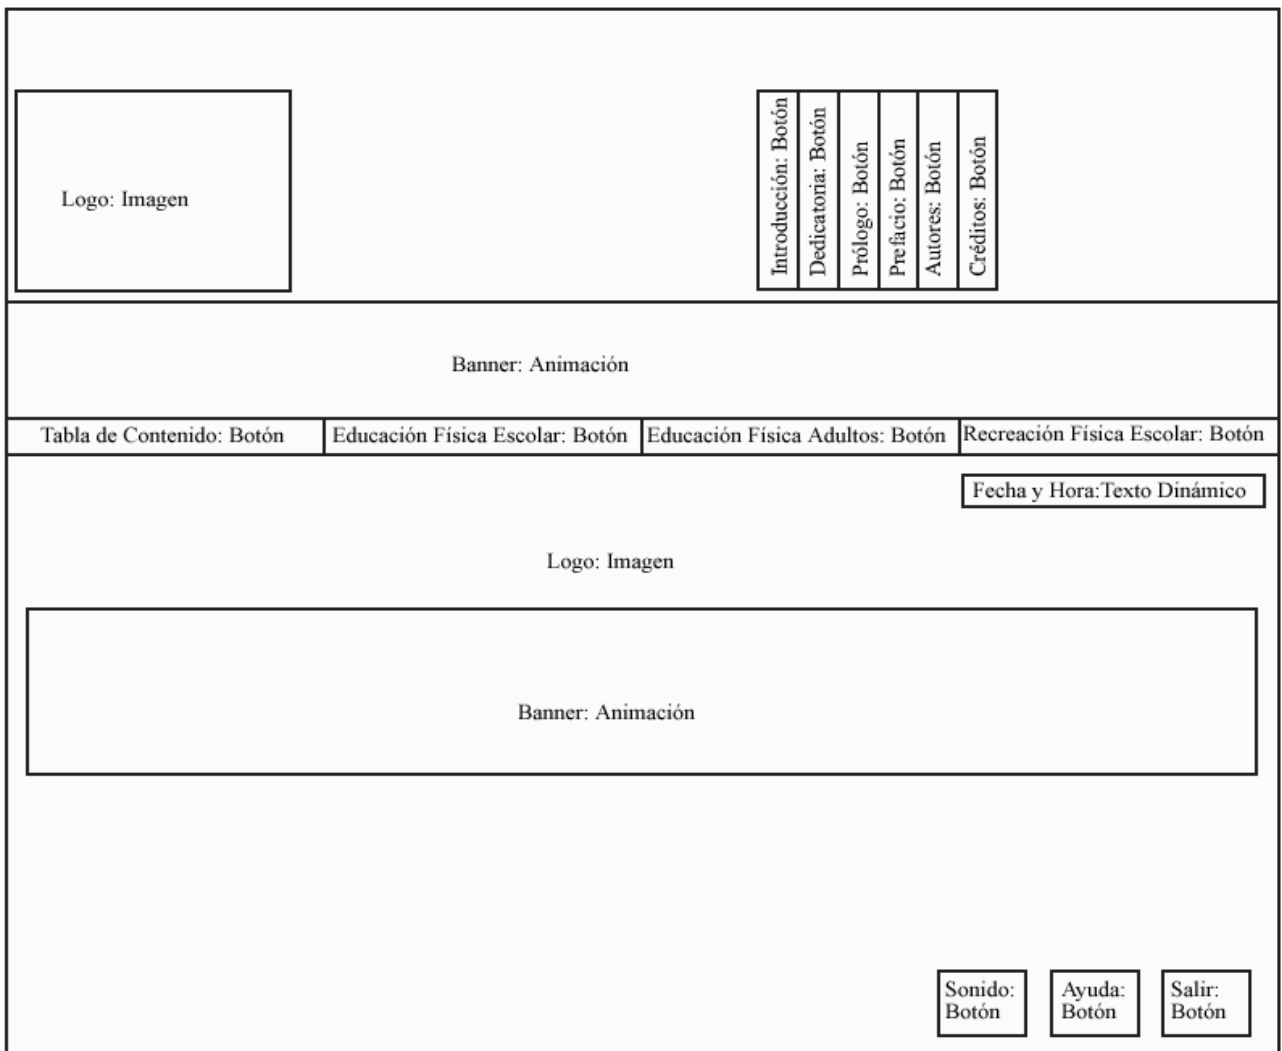 Logo: Imagen
Introducción: Botón
Dedicatoria: Botón
Prólogo: Botón
Prefacio: Botón
Autores: Botón
Créditos: Botón
Banner: Animación
Tabla de Contenido: Botón
Educación Física Escolar: Botón
Educación Física Adultos: Botón
Recreación Física Escolar: Botón
Fecha y Hora:Texto Dinámico
Logo: Imagen
Banner: Animación
Sonido:
Botón
Ayuda:
Botón
Salir:
Botón